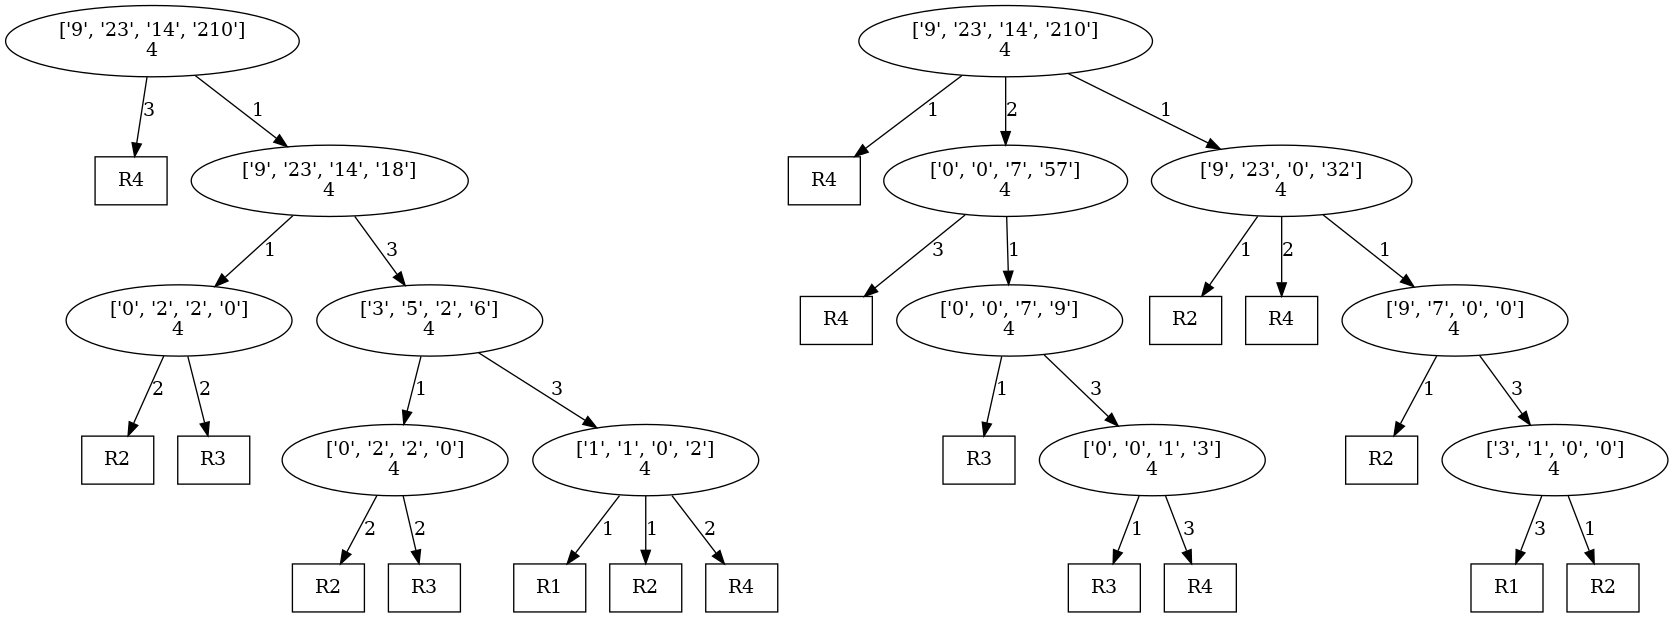 ['9', '23', '14', '210']
4
['9', '23', '14', '210']
4
3
1
1
2
1
R4
['9', '23', '14', '18']
4
R4
['0', '0', '7', '57']
4
['9', '23', '0', '32']
4
1
3
3
1
1
2
1
['0', '2', '2', '0']
4
['3', '5', '2', '6']
4
R4
['0', '0', '7', '9']
4
R2
R4
['9', '7', '0', '0']
4
2
2
1
3
1
3
1
3
R2
R3
['0', '2', '2', '0']
4
['1', '1', '0', '2']
4
R3
['0', '0', '1', '3']
4
R2
['3', '1', '0', '0']
4
2
2
1
1
2
1
3
3
1
R2
R3
R1
R2
R4
R3
R4
R1
R2